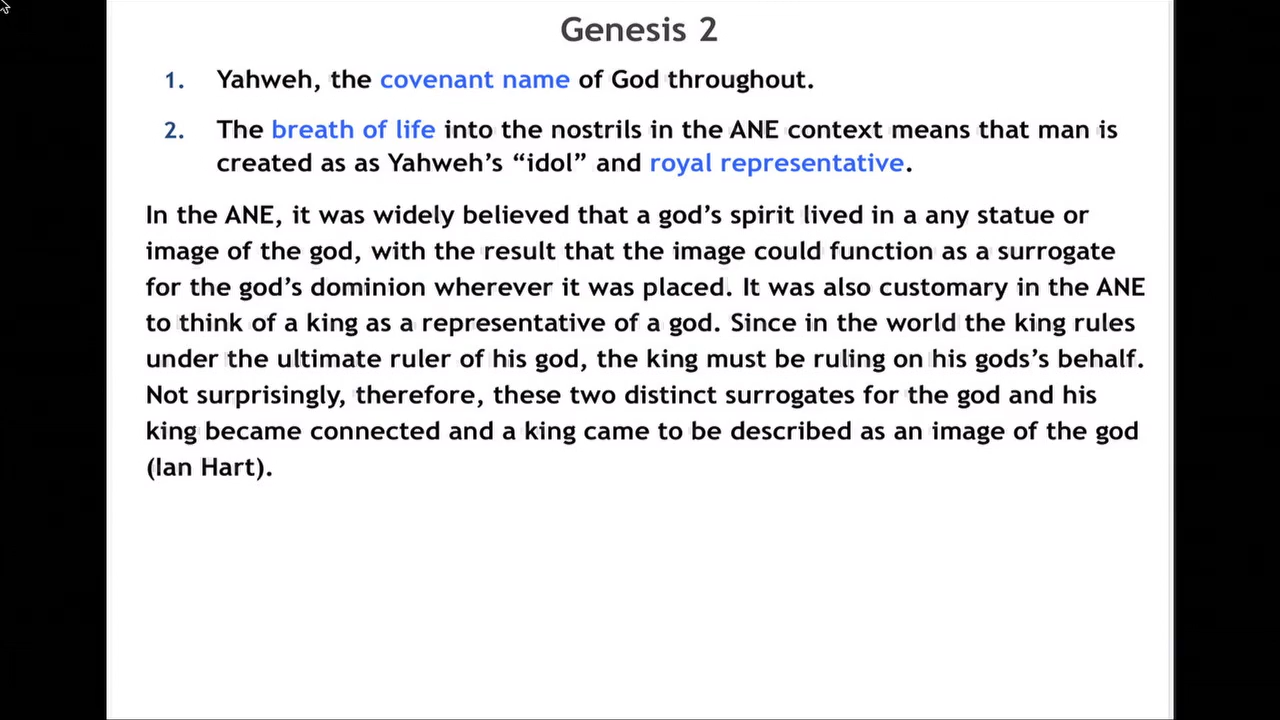 Genesis 2
1. Yahweh, the covenant name of God throughout.
2. The breath of life into the nostrils in the ANE context means that man is
created as as Yahweh’s “idol” and royal representative.
In the ANE, it was widely believed that a god’s spirit lived in a any statue or
image of the god, with the result that the image could function as a surrogate
for the god’s dominion wherever it was placed. It was also customary in the ANE
to think of a king as a representative of a god. Since in the world the king rules
under the ultimate ruler of his god, the king must be ruling on his gods’s behalf.
Not surprisingly, therefore, these two distinct surrogates for the god and his
king became connected and a king came to be described as an image of the god
(Ian Hart).